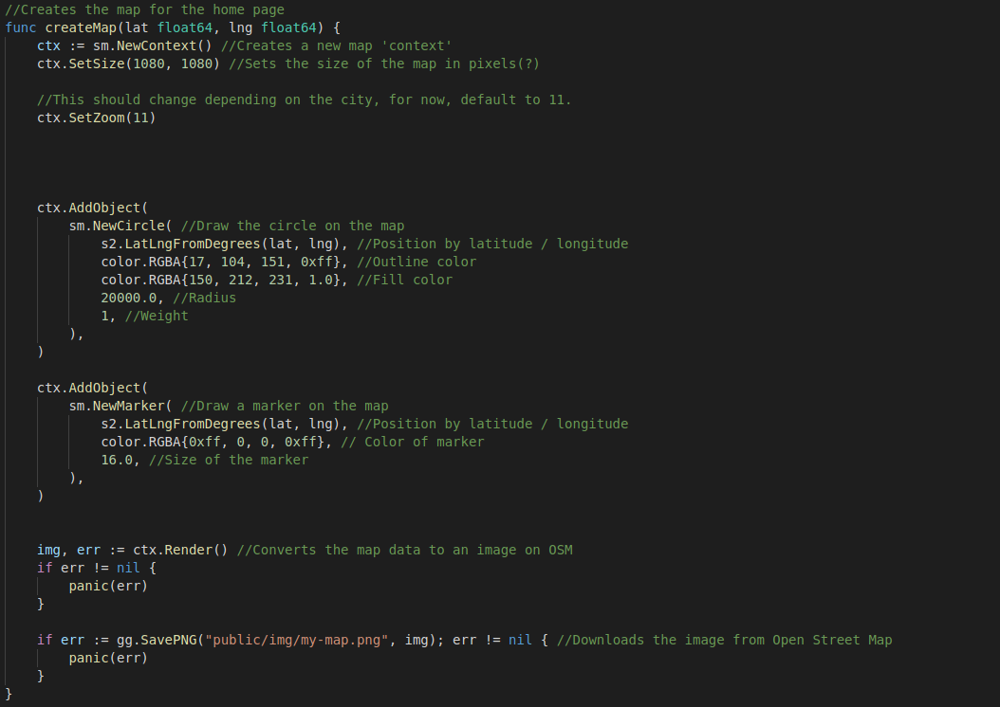 //Creates the map for the home page
func createMap(lat float64, lng float64) {
    ctx := sm.NewContext() //Creates a new map 'context'
    ctx.SetSize(1080, 1080) //Sets the size of the map in pixels(?)

    //This should change depending on the city, for now, default to 11.
    ctx.SetZoom(11)




    ctx.AddObject(
        sm.NewCircle( //Draw the circle on the map
            s2.LatLngFromDegrees(lat, lng), //Position by latitude / longitude
            color.RGBA{17, 104, 151, 0xff}, //Outline color
            color.RGBA{150, 212, 231, 1.0}, //Fill color
            20000.0, //Radius
            1, //Weight
        ),
    )

    ctx.AddObject(
        sm.NewMarker( //Draw a marker on the map
            s2.LatLngFromDegrees(lat, lng), //Position by latitude / longitude
            color.RGBA{0xff, 0, 0, 0xff}, // Color of marker
            16.0, //Size of the marker
        ),
    )


    img, err := ctx.Render() //Converts the map data to an image on OSM
    if err != nil {
        panic(err)
    }

    if err := gg.SavePNG("public/img/my-map.png", img); err != nil { //Downloads the image from Open Street Map
        panic(err)
    }
}